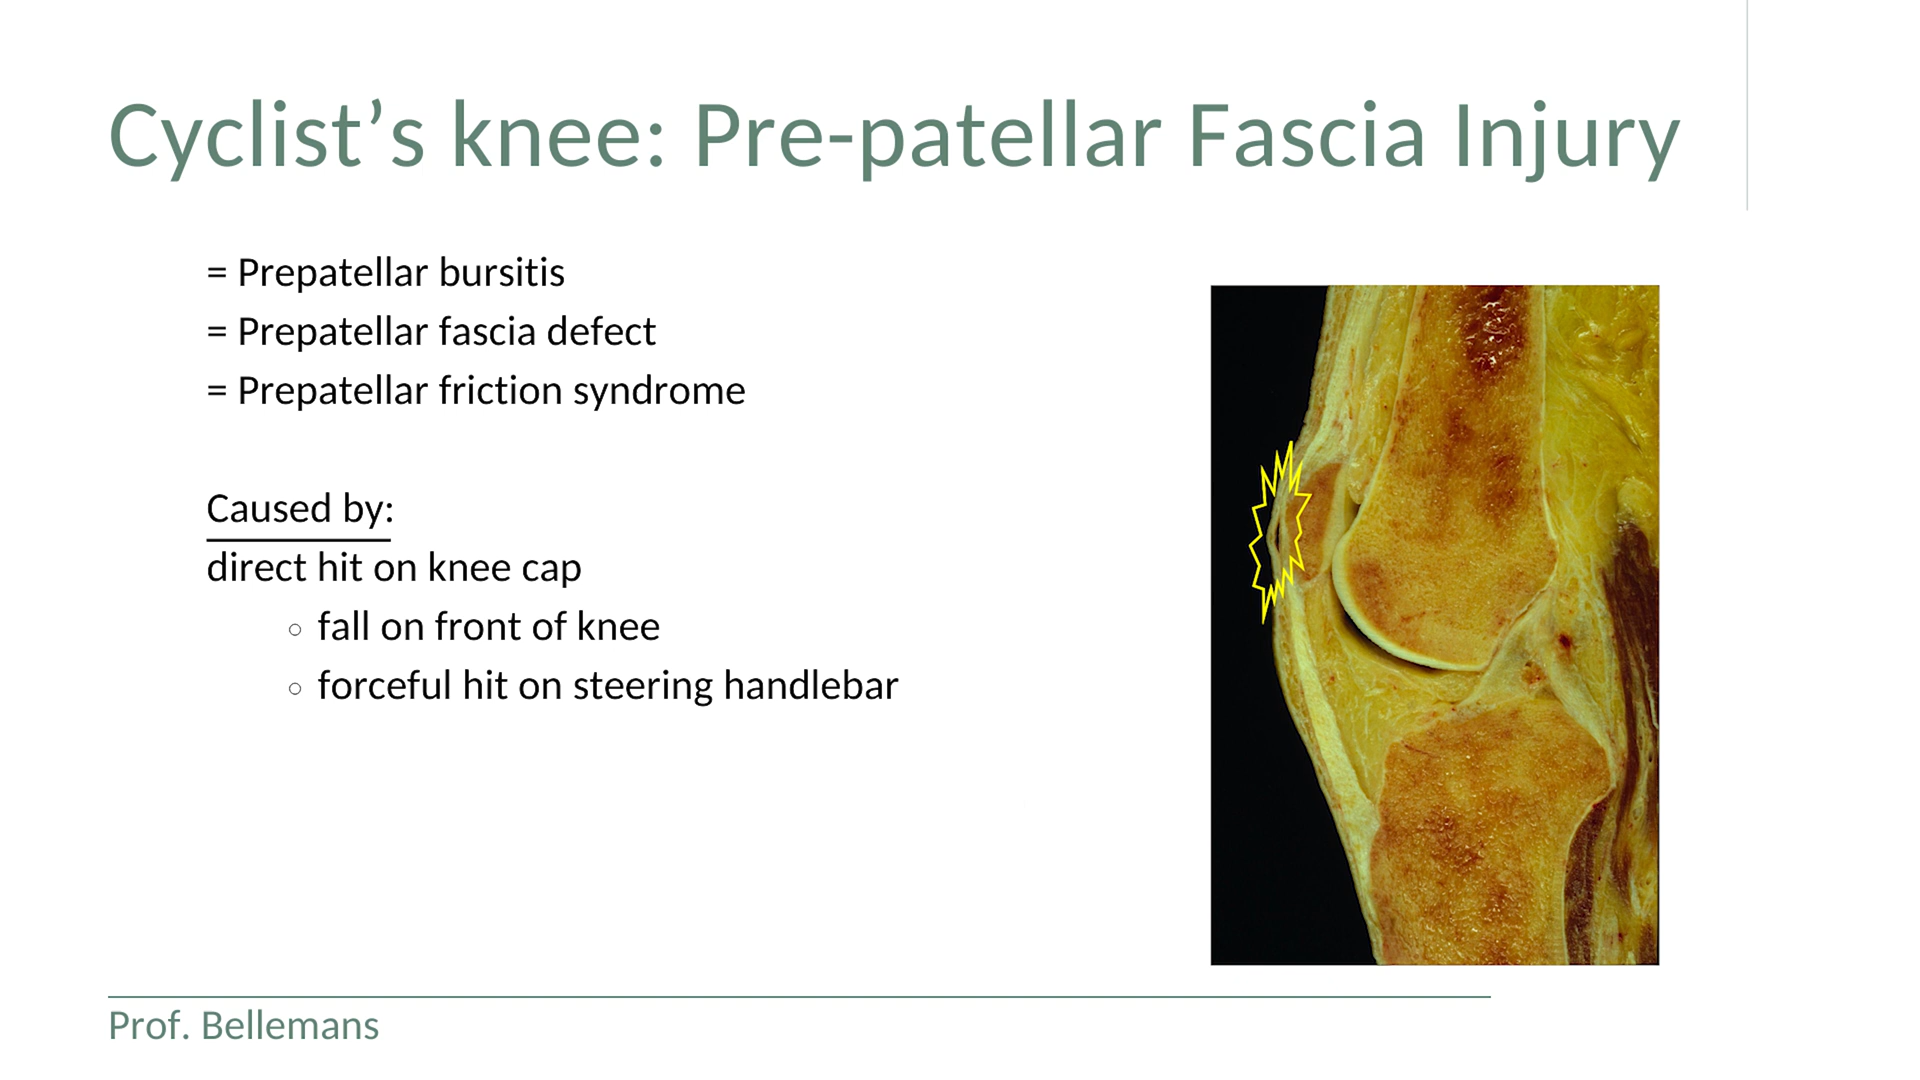 Cyclist’s knee: Pre-patellar Fascia Injury
= Prepatellar bursitis
= Prepatellar fascia defect
= Prepatellar friction syndrome
Caused by:
direct hit on knee cap
○ fall on front of knee
○ forceful hit on steering handlebar
Prof. Bellemans